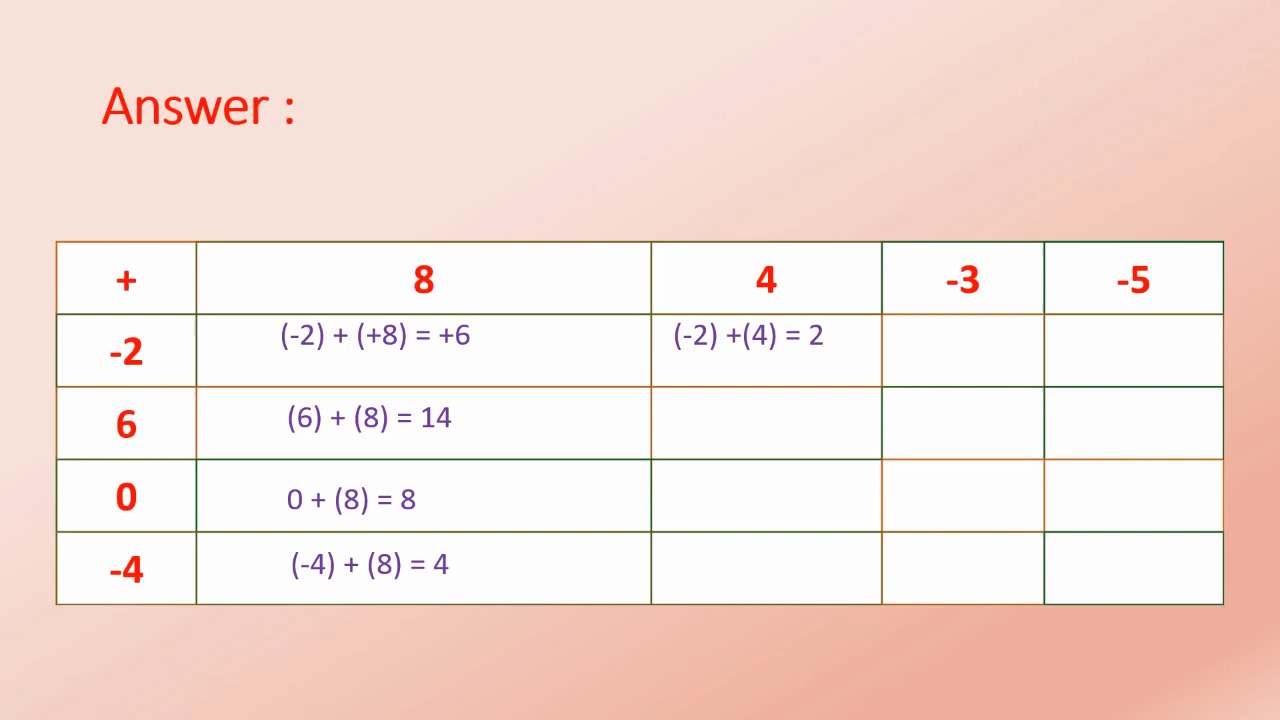 Answer :
+ 8 4 -3 -5
-2 (-2) + (+8) = +6 (-2) +(4) = 2
6 (6) + (8) = 14
0 0 + (8) = 8
-4 (-4) + (8) = 4